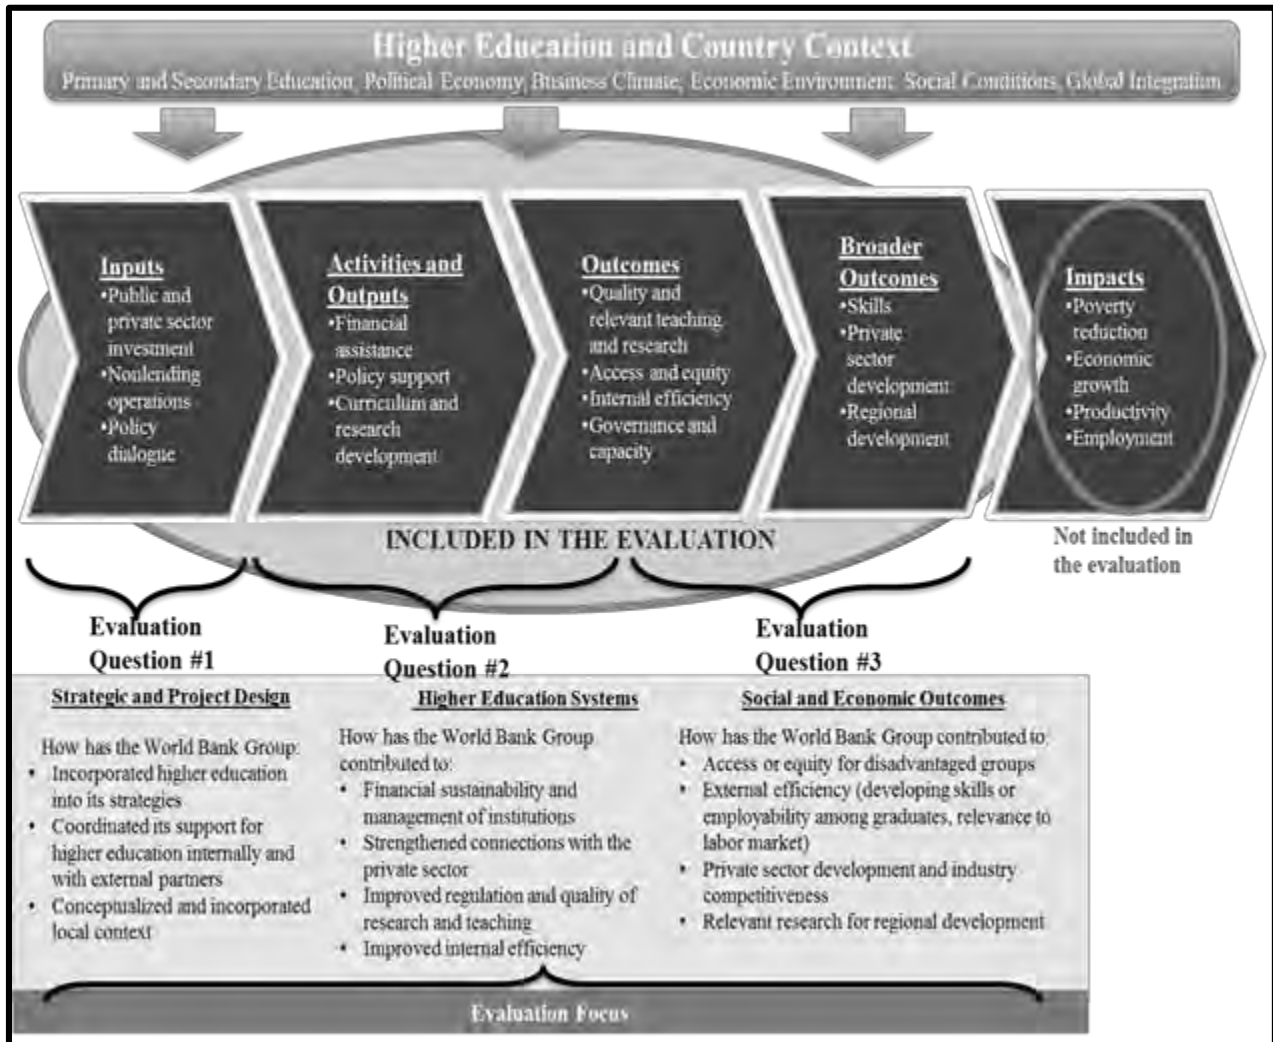 Higher Education and Country Context
Primary and Secondary Education, Political Economy, Business Climate, Economic Environment, Social Conditions, Global Integration
Inputs
•Public and
private sector
investment
•Nonlending
operations
•Policy
dialogue
Activities and
Outputs
•Financial
assistance
•Policy support
•Curriculum and
research
development
Outcomes
•Quality and
relevant teaching
and research
•Access and equity
•Internal efficiency
•Governance and
capacity
Broader
Outcomes
•Skills
•Private
sector
development
•Regional
development
Impacts
•Poverty
reduction
•Economic
growth
•Productivity
•Employment
INCLUDED IN THE EVALUATION
Not included in
the evaluation
Evaluation
Question #1
Evaluation
Question #2
Evaluation
Question #3
Strategic and Project Design
How has the World Bank Group:
• Incorporated higher education
into its strategies
• Coordinated its support for
higher education internally and
with external partners
• Conceptualized and incorporated
local context
Higher Education Systems
How has the World Bank Group
contributed to:
• Financial sustainability and
management of institutions
• Strengthened connections with the
private sector
• Improved regulation and quality of
research and teaching
• Improved internal efficiency
Social and Economic Outcomes
How has the World Bank Group contributed to:
• Access or equity for disadvantaged groups
• External efficiency (developing skills or
employability among graduates, relevance to
labor market)
• Private sector development and industry
competitiveness
• Relevant research for regional development
Evaluation Focus